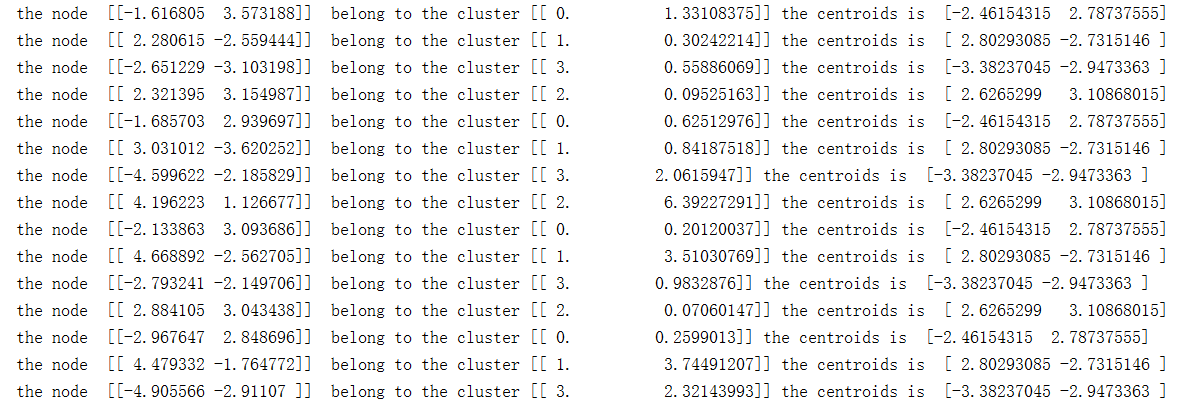 the node  [[-1.616805  3.573188]]  belong to the cluster [[ 0.          1.33108375]] the centroids is  [-2.46154315  2.78737555]
the node  [[ 2.280615 -2.559444]]  belong to the cluster [[ 1.          0.30242214]] the centroids is  [ 2.80293085 -2.7315146 ]
the node  [[-2.651229 -3.103198]]  belong to the cluster [[ 3.          0.55886069]] the centroids is  [-3.38237045 -2.9473363 ]
the node  [[ 2.321395  3.154987]]  belong to the cluster [[ 2.          0.09525163]] the centroids is  [ 2.6265299   3.10868015]
the node  [[-1.685703  2.939697]]  belong to the cluster [[ 0.          0.62512976]] the centroids is  [-2.46154315  2.78737555]
the node  [[ 3.031012 -3.620252]]  belong to the cluster [[ 1.          0.84187518]] the centroids is  [ 2.80293085 -2.7315146 ]
the node  [[-4.599622 -2.185829]]  belong to the cluster [[ 3.         2.0615947]] the centroids is  [-3.38237045 -2.9473363 ]
the node  [[ 4.196223  1.126677]]  belong to the cluster [[ 2.          6.39227291]] the centroids is  [ 2.6265299   3.10868015]
the node  [[-2.133863  3.093686]]  belong to the cluster [[ 0.          0.20120037]] the centroids is  [-2.46154315  2.78737555]
the node  [[ 4.668892 -2.562705]]  belong to the cluster [[ 1.          3.51030769]] the centroids is  [ 2.80293085 -2.7315146 ]
the node  [[-2.793241 -2.149706]]  belong to the cluster [[ 3.         0.9832876]] the centroids is  [-3.38237045 -2.9473363 ]
the node  [[ 2.884105  3.043438]]  belong to the cluster [[ 2.          0.07060147]] the centroids is  [ 2.6265299   3.10868015]
the node  [[-2.967647  2.848696]]  belong to the cluster [[ 0.         0.2599013]] the centroids is  [-2.46154315  2.78737555]
the node  [[ 4.479332 -1.764772]]  belong to the cluster [[ 1.          3.74491207]] the centroids is  [ 2.80293085 -2.7315146 ]
the node  [[-4.905566 -2.91107 ]]  belong to the cluster [[ 3.          2.32143993]] the centroids is  [-3.38237045 -2.9473363 ]